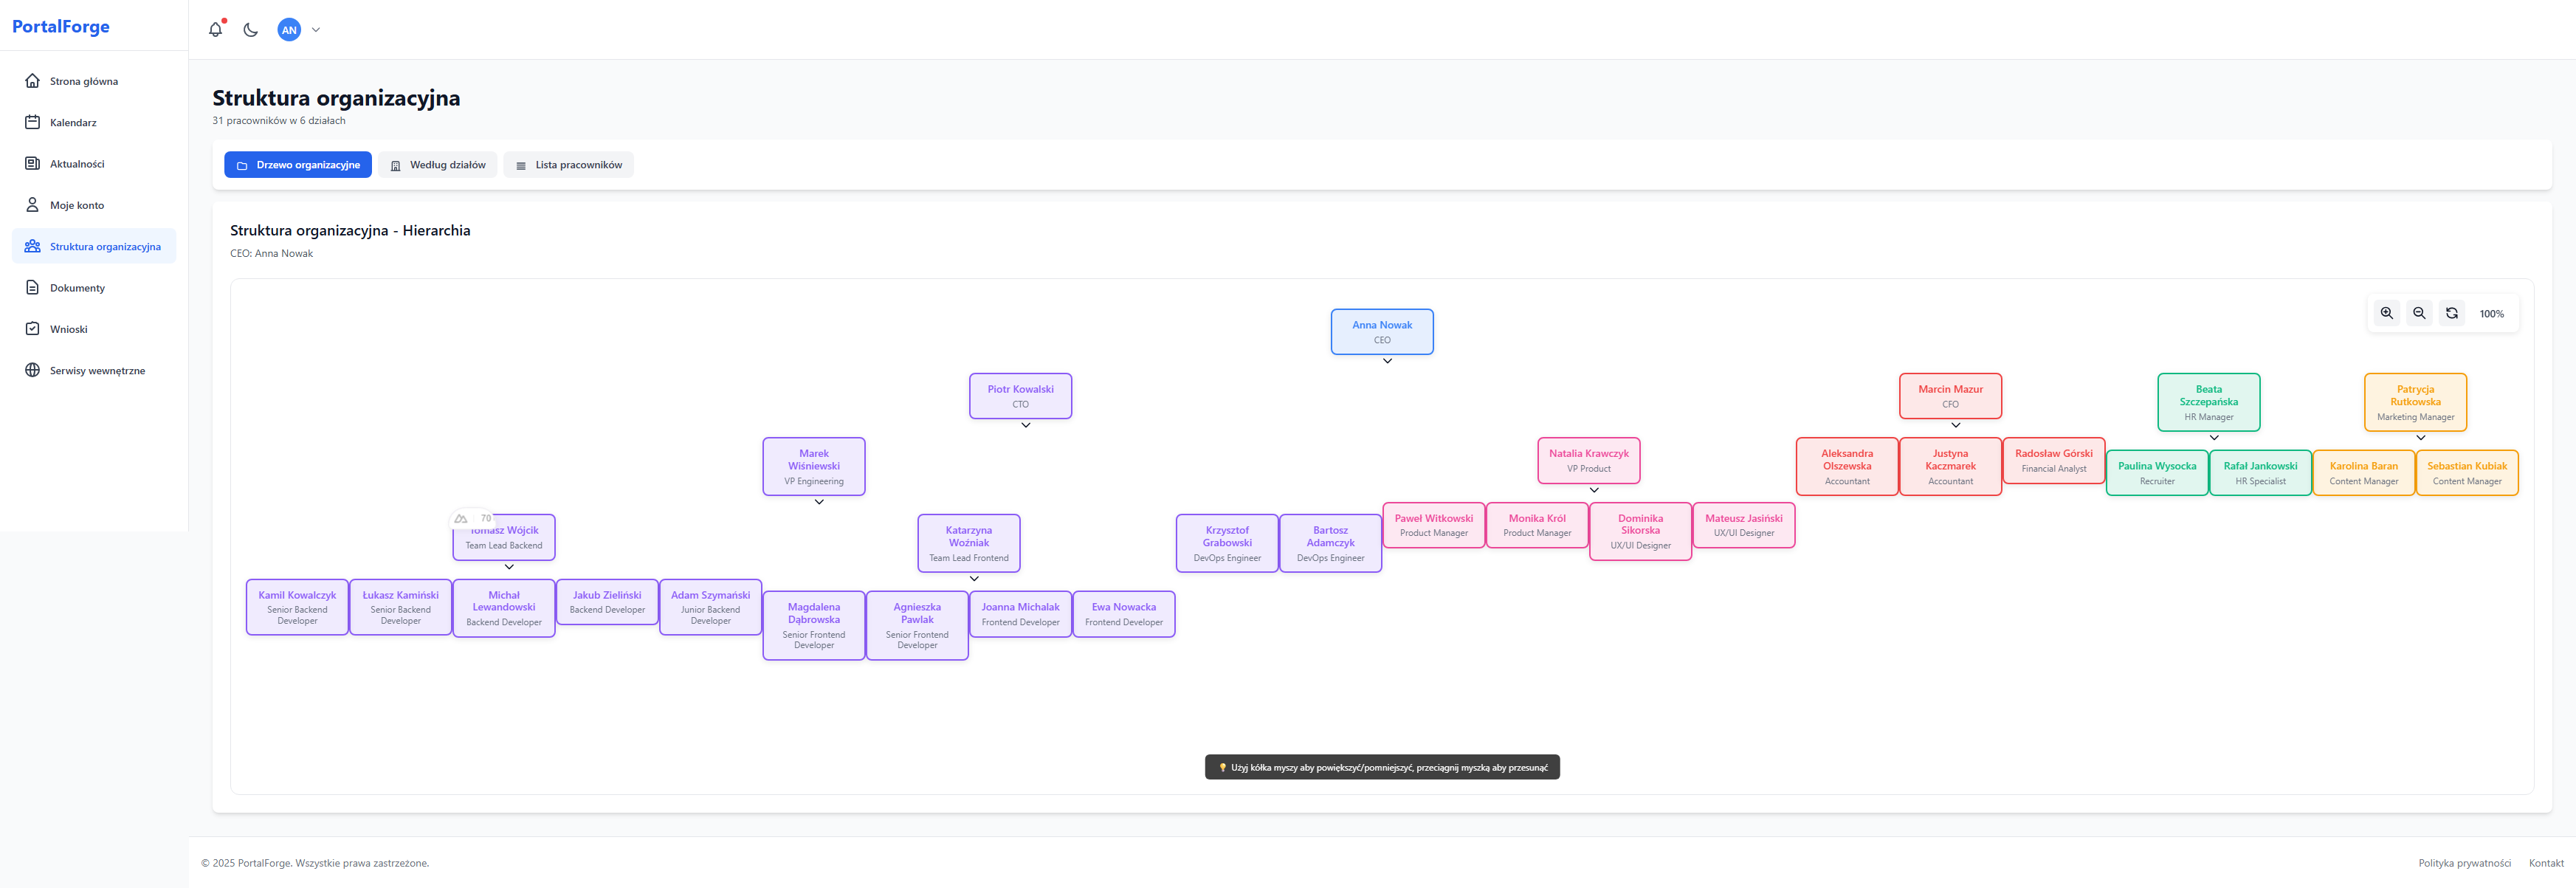 PortalForge
AN
Strona główna
Kalendarz
Aktualności
Moje konto
Struktura organizacyjna
Dokumenty
Wnioski
Serwisy wewnętrzne
Struktura organizacyjna
31 pracowników w 6 działach
Drzewo organizacyjne
Według działów
Lista pracowników
Struktura organizacyjna - Hierarchia
CEO: Anna Nowak
100%
Anna Nowak
CEO
Piotr Kowalski
CTO
Marcin Mazur
CFO
Beata
Szczepańska
HR Manager
Patrycja
Rutkowska
Marketing Manager
Marek
Wiśniewski
VP Engineering
Natalia Krawczyk
VP Product
Aleksandra
Olszewska
Accountant
Justyna
Kaczmarek
Accountant
Radosław Górski
Financial Analyst
Paulina Wysocka
Recruiter
Rafał Jankowski
HR Specialist
Karolina Baran
Content Manager
Sebastian Kubiak
Content Manager
70
Tomasz Wójcik
Team Lead Backend
Katarzyna
Woźniak
Team Lead Frontend
Krzysztof
Grabowski
DevOps Engineer
Bartosz
Adamczyk
DevOps Engineer
Paweł Witkowski
Product Manager
Monika Król
Product Manager
Dominika
Sikorska
UX/UI Designer
Mateusz Jasiński
UX/UI Designer
Kamil Kowalczyk
Senior Backend
Developer
Łukasz Kamiński
Senior Backend
Developer
Michał
Lewandowski
Backend Developer
Jakub Zieliński
Backend Developer
Adam Szymański
Junior Backend
Developer
Magdalena
Dąbrowska
Senior Frontend
Developer
Agnieszka
Pawlak
Senior Frontend
Developer
Joanna Michalak
Frontend Developer
Ewa Nowacka
Frontend Developer
Użyj kółka myszy aby powiększyć/pomniejszyć, przeciągnij myszką aby przesunąć
© 2025 PortalForge. Wszystkie prawa zastrzeżone.
Polityka prywatności
Kontakt